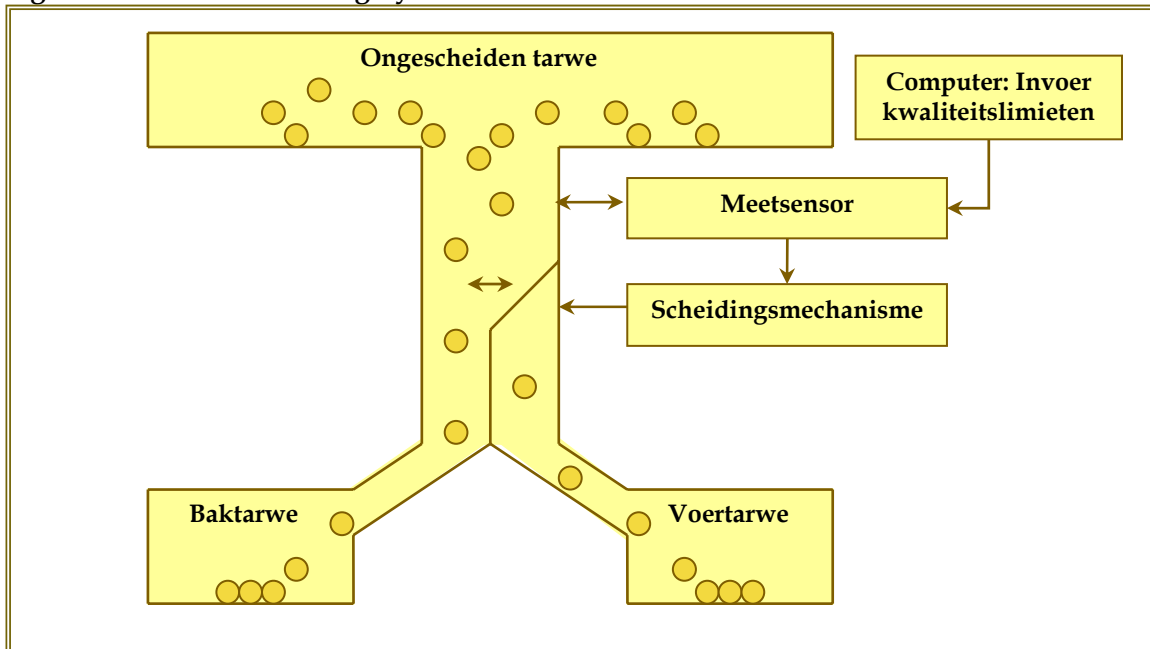 Ongescheiden tarwe
Computer: Invoer
kwaliteitslimieten
Meetsensor
Scheidingsmechanisme
Baktarwe
Voertarwe